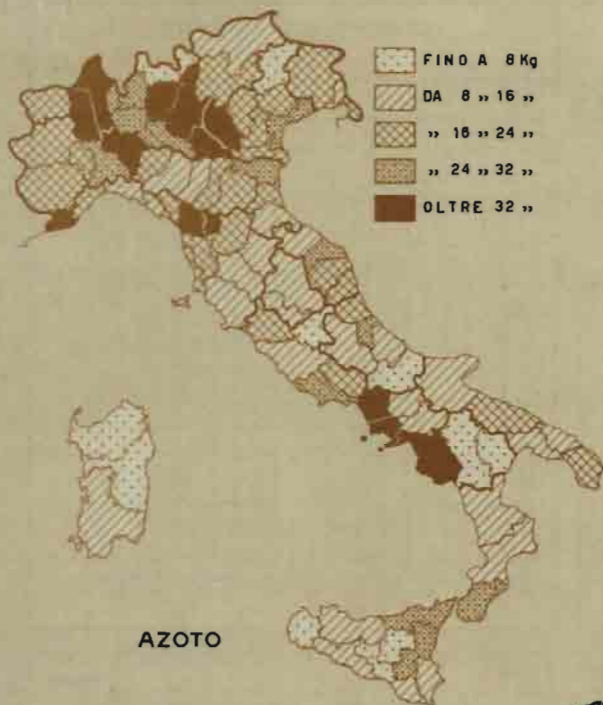 FINO A 8 Kg
DA 8 „ 16 „
„ 16 „ 24 „
„ 24 „ 32 „
OLTRE 32 „
AZOTO